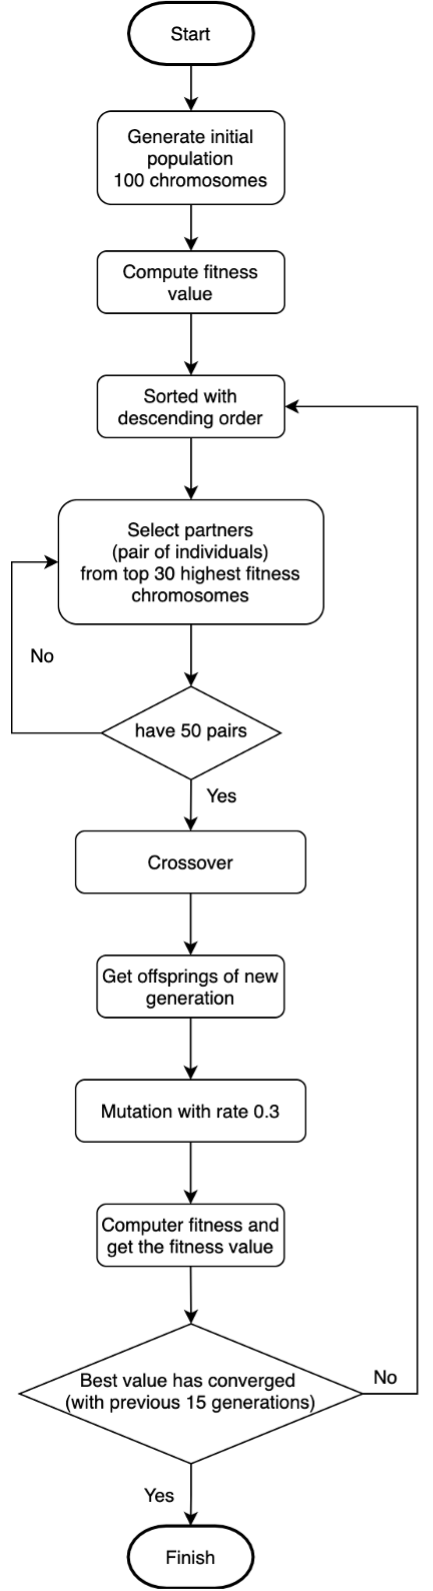 Start
Generate initial
population
100 chromosomes
Compute fitness
value
Sorted with
descending order
Select partners
(pair of individuals)
from top 30 highest fitness
chromosomes
No
have 50 pairs
Yes
Crossover
Get offsprings of new
generation
Mutation with rate 0.3
Computer fitness and
get the fitness value
Best value has converged
(with previous 15 generations)
No
Yes
Finish